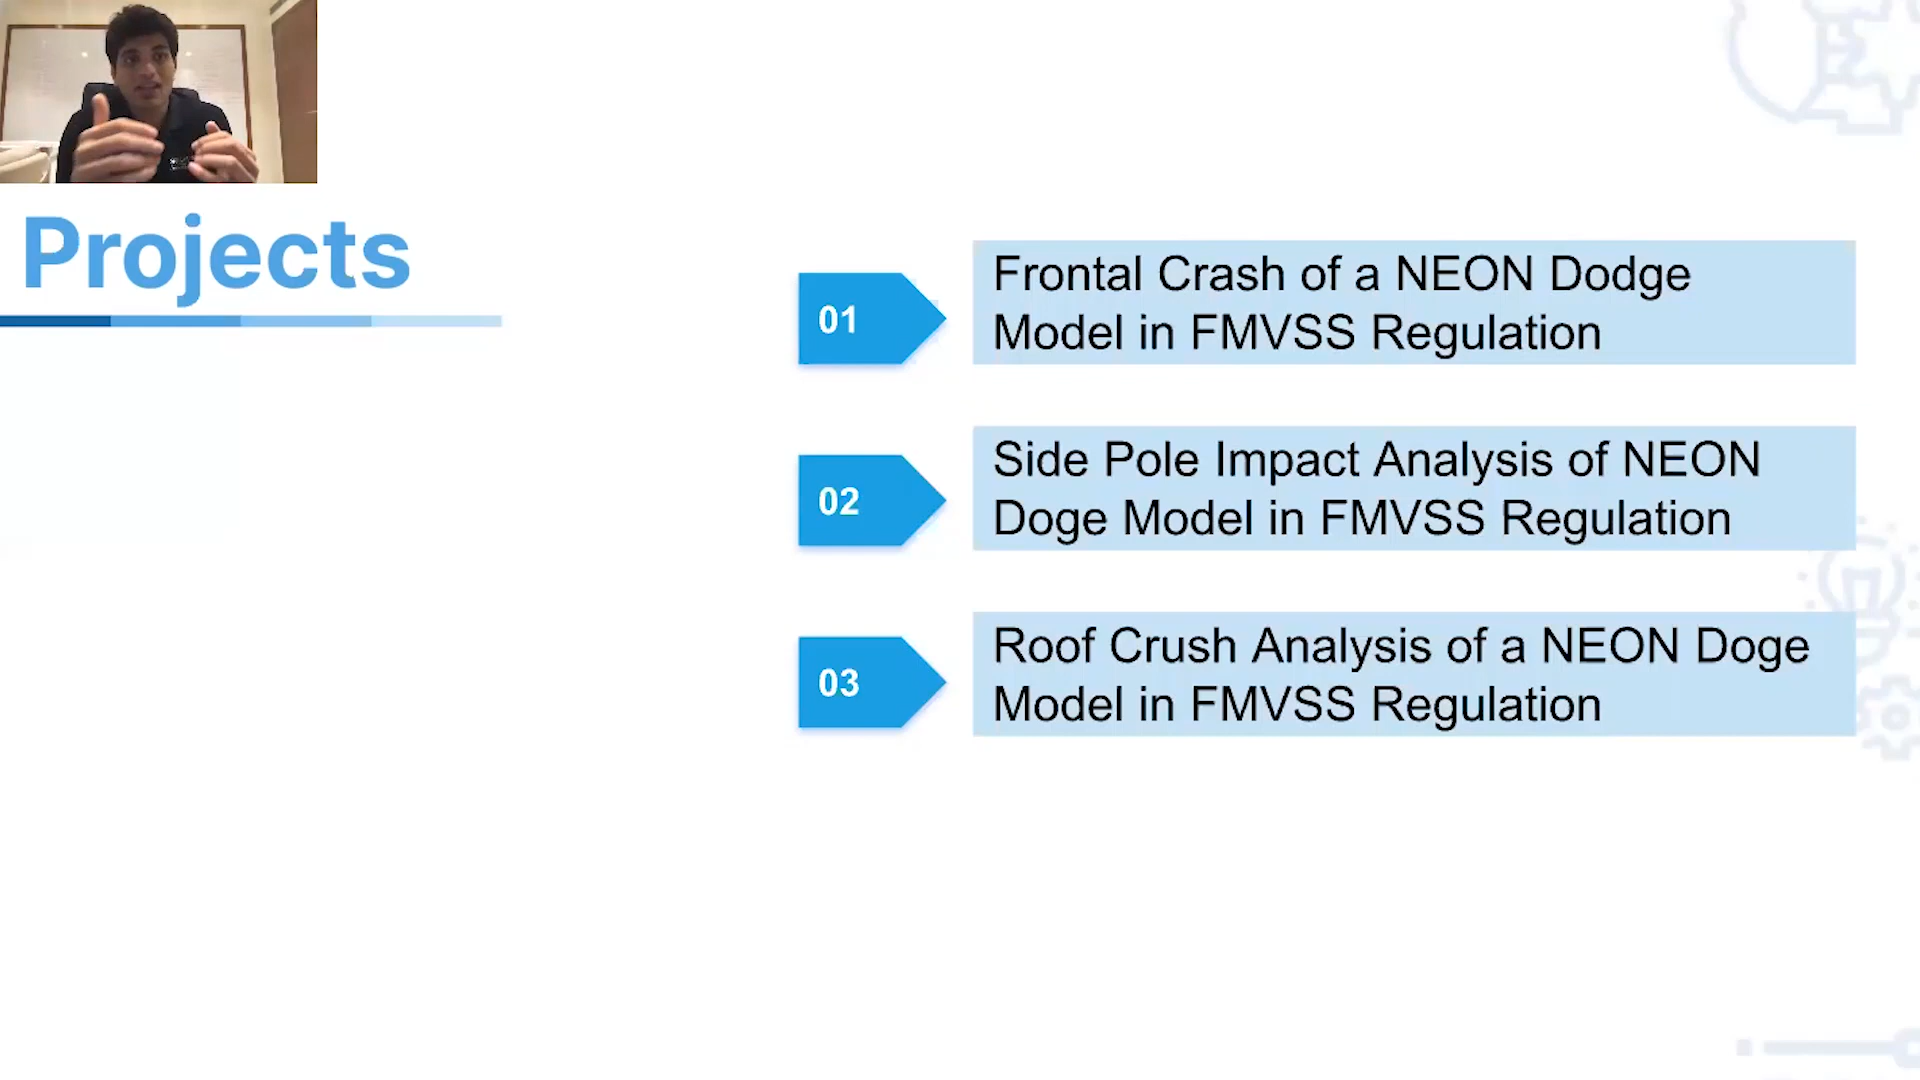 Projects
01
Frontal Crash of a NEON Dodge
Model in FMVSS Regulation
02
Side Pole Impact Analysis of NEON
Doge Model in FMVSS Regulation
03
Roof Crush Analysis of a NEON Doge
Model in FMVSS Regulation